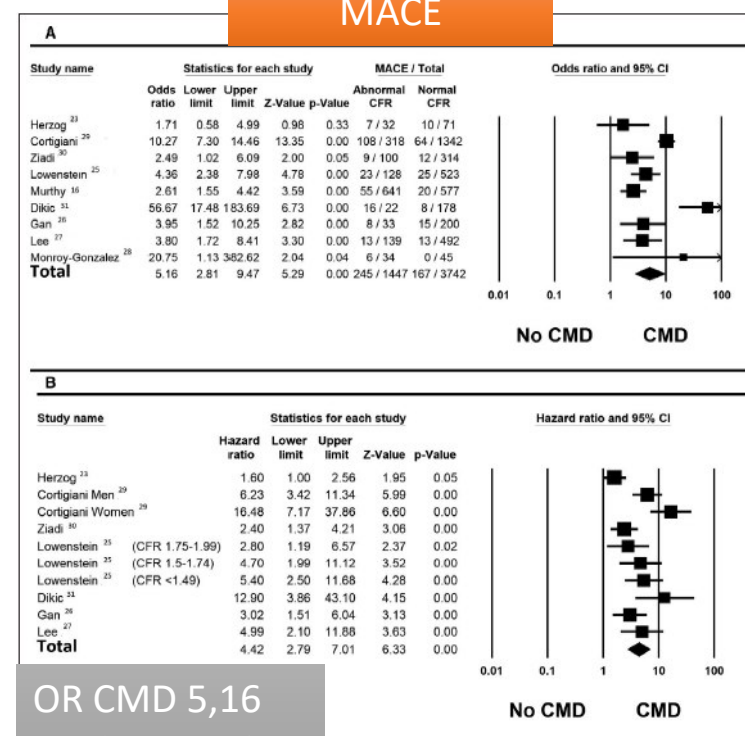 MACE
A
Study name Statistics for each study MACE / Total Odds ratio and 95% CI
Odds ratio Lower limit Upper limit Z-Value p-Value Abnormal CFR Normal CFR
Herzog 23 1.71 0.58 4.99 0.98 0.33 7 / 32 10 / 71
Cortigiani 29 10.27 7.30 14.46 13.35 0.00 108 / 318 64 / 1342
Ziadi 30 2.49 1.02 6.09 2.00 0.05 9 / 100 12 / 314
Lowenstein 25 4.36 2.38 7.98 4.78 0.00 23 / 128 25 / 523
Murthy 16 2.61 1.55 4.42 3.59 0.00 55 / 641 20 / 577
Dikic 31 56.67 17.48 183.69 6.73 0.00 16 / 22 8 / 178
Gan 26 3.95 1.52 10.25 2.82 0.00 8 / 33 15 / 200
Lee 27 3.80 1.72 8.41 3.30 0.00 13 / 139 13 / 492
Monroy-Gonzalez 28 20.75 1.13 382.62 2.04 0.04 6 / 34 0 / 45
Total 5.16 2.81 9.47 5.29 0.00 245 / 1447 167 / 3742
0.01 0.1 1 10 100
No CMD CMD
B
Study name Statistics for each study Hazard ratio and 95% CI
Hazard ratio Lower limit Upper limit Z-Value p-Value
Herzog 23 1.60 1.00 2.56 1.95 0.05
Cortigiani Men 29 6.23 3.42 11.34 5.99 0.00
Cortigiani Women 29 16.48 7.17 37.86 6.60 0.00
Ziadi 30 2.40 1.37 4.21 3.06 0.00
Lowenstein 25 (CFR 1.75-1.99) 2.80 1.19 6.57 2.37 0.02
Lowenstein 25 (CFR 1.5-1.74) 4.70 1.99 11.12 3.52 0.00
Lowenstein 25 (CFR <1.49) 5.40 2.50 11.68 4.28 0.00
Dikic 31 12.90 3.86 43.10 4.15 0.00
Gan 26 3.02 1.51 6.04 3.13 0.00
Lee 27 4.99 2.10 11.88 3.63 0.00
Total 4.42 2.79 7.01 6.33 0.00
0.01 0.1 1 10 100
OR CMD 5,16
No CMD CMD